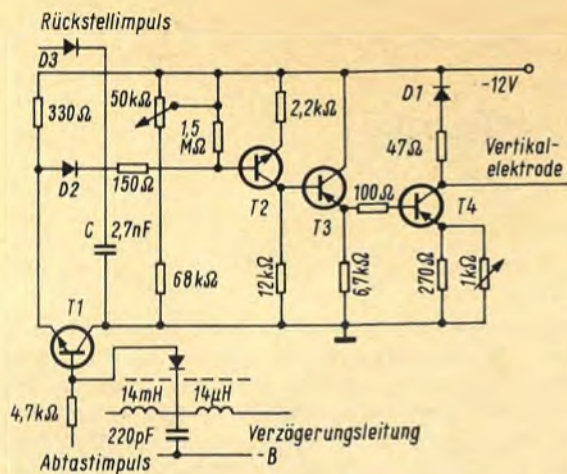 Rückstellimpuls
D3
-12V
D1
330Ω
50kΩ
1,5
MΩ
2,2kΩ
47Ω
Vertikal-
elektrode
D2
150Ω
T2
T3
100Ω
T4
C
2,7nF
68kΩ
12kΩ
6,7kΩ
270Ω
1kΩ
T1
4,7kΩ
14mH
14µH
220pF
Verzögerungsleitung
Abtastimpuls
-B